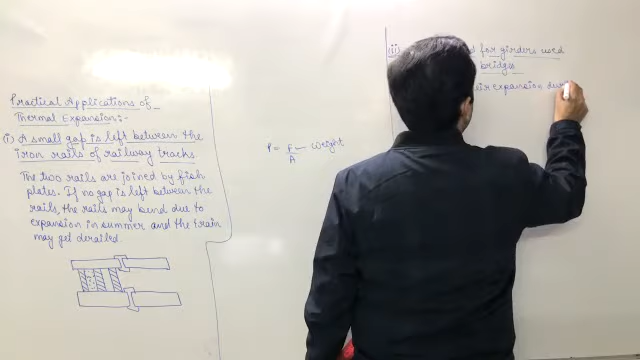 Practical Applications of
Thermal Expansion:-
(i) A small gap is left between the
iron rails of railway tracks.
The two rails are joined by fish
plates. If no gap is left between the
rails, the rails may bend due to
expansion in summer and the train
may get derailed.
P = F — Weight
A
(ii) for girders used
bridges
eir expansion du